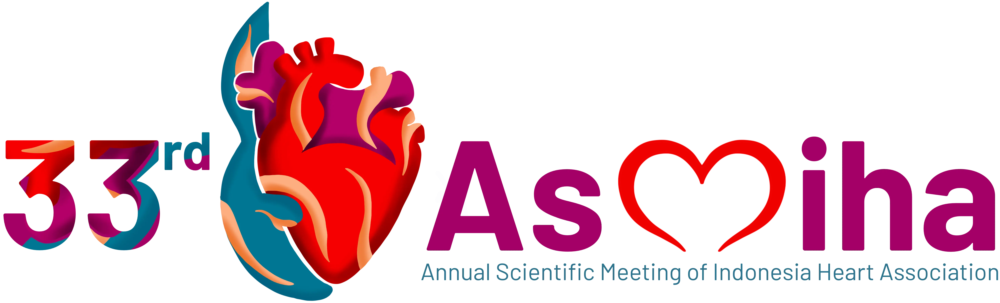 33rd Asmiha
Annual Scientific Meeting of Indonesia Heart Association